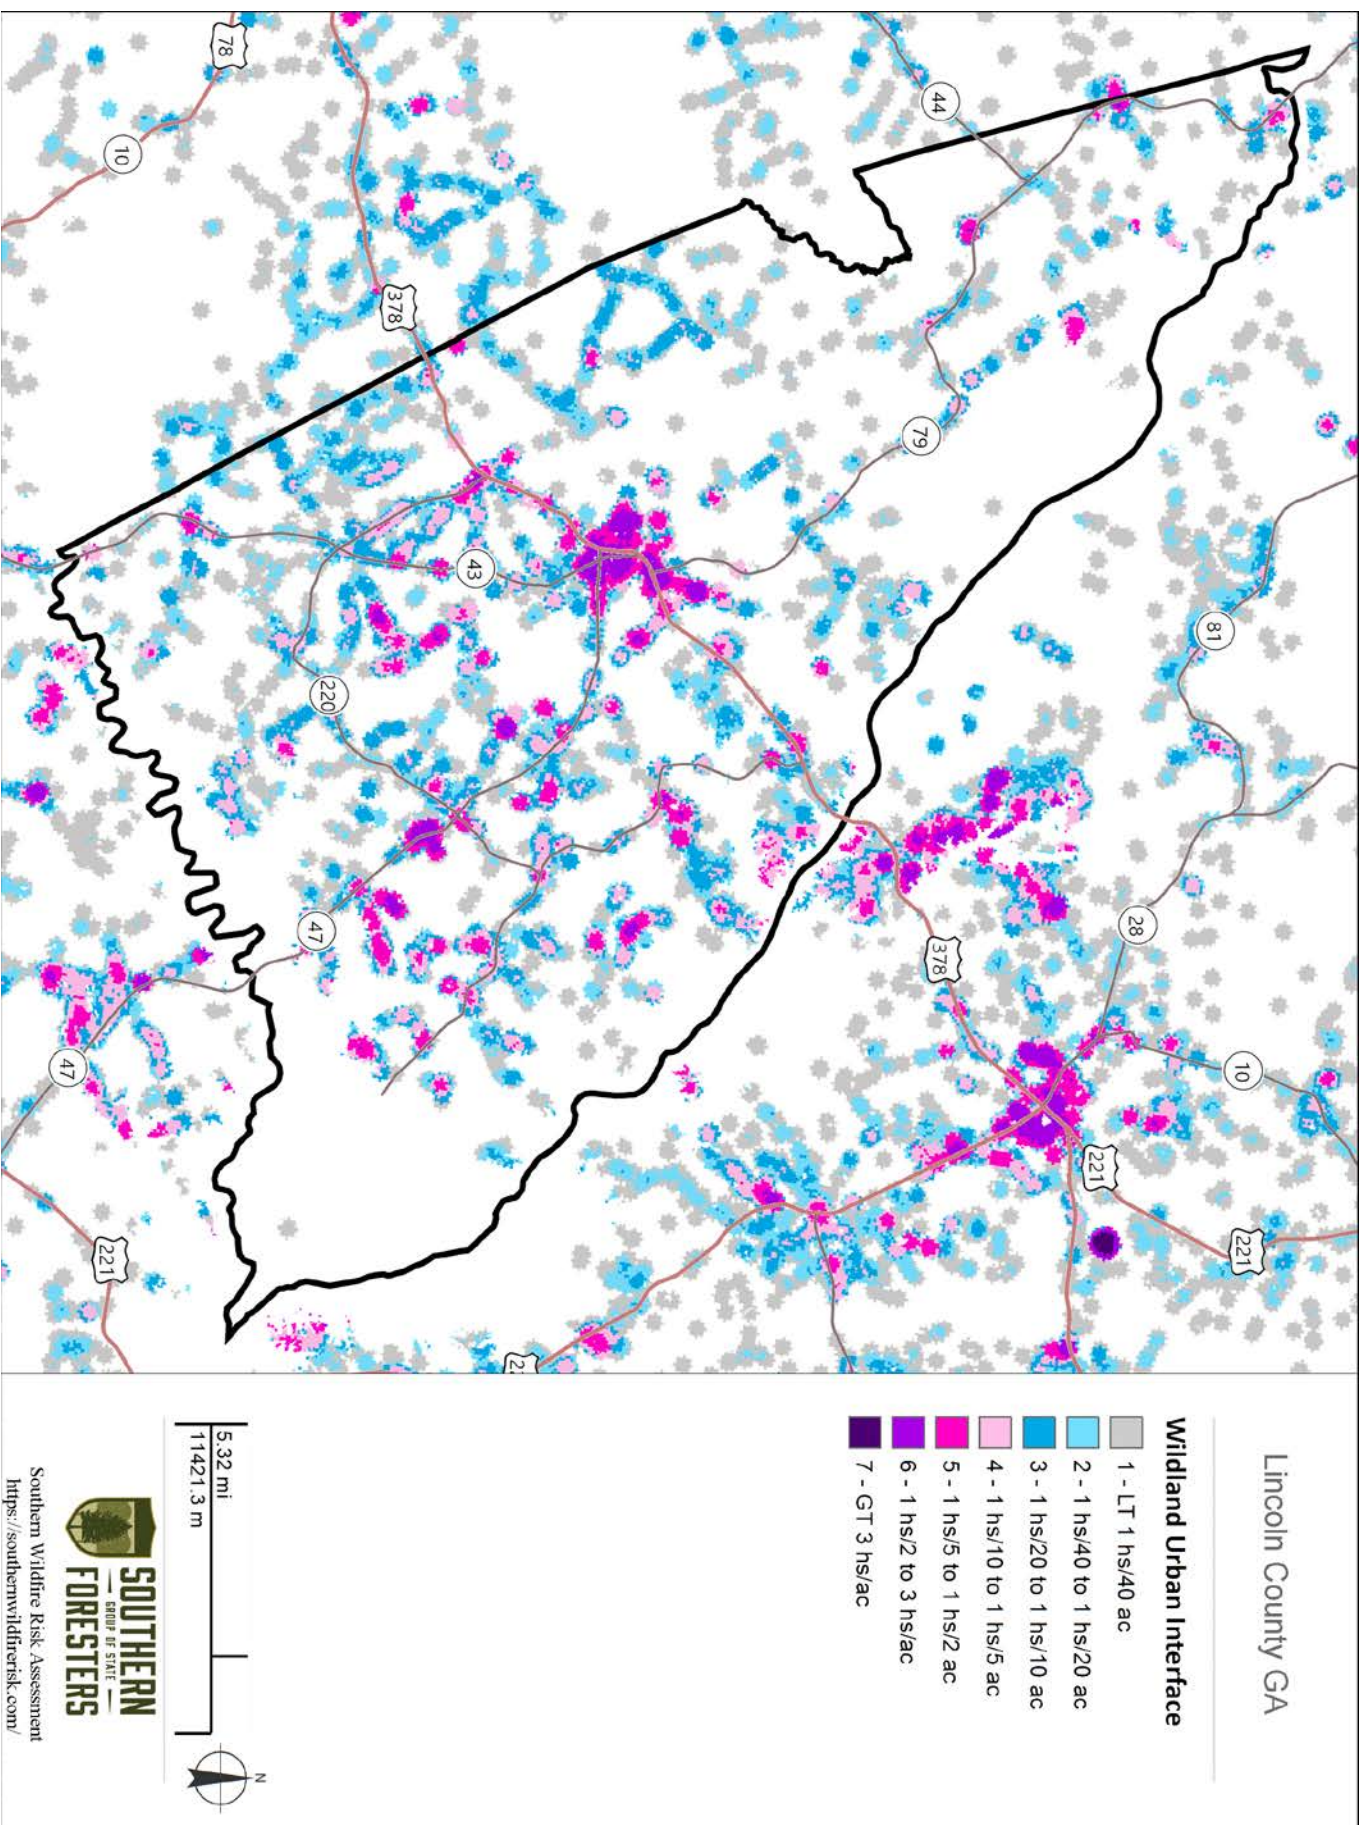 Lincoln County GA
Wildland Urban Interface
1 - LT 1 hs/40 ac
2 - 1 hs/40 to 1 hs/20 ac
3 - 1 hs/20 to 1 hs/10 ac
4 - 1 hs/10 to 1 hs/5 ac
5 - 1 hs/5 to 1 hs/2 ac
6 - 1 hs/2 to 3 hs/ac
7 - GT 3 hs/ac
5.32 mi
11421.3 m
N
SOUTHERN
GROUP OF STATE
FORESTERS
Southern Wildfire Risk Assessment
https://southernwildfirerisk.com/
221
10
81
28
221
44
79
378
378
43
220
47
78
10
47
221